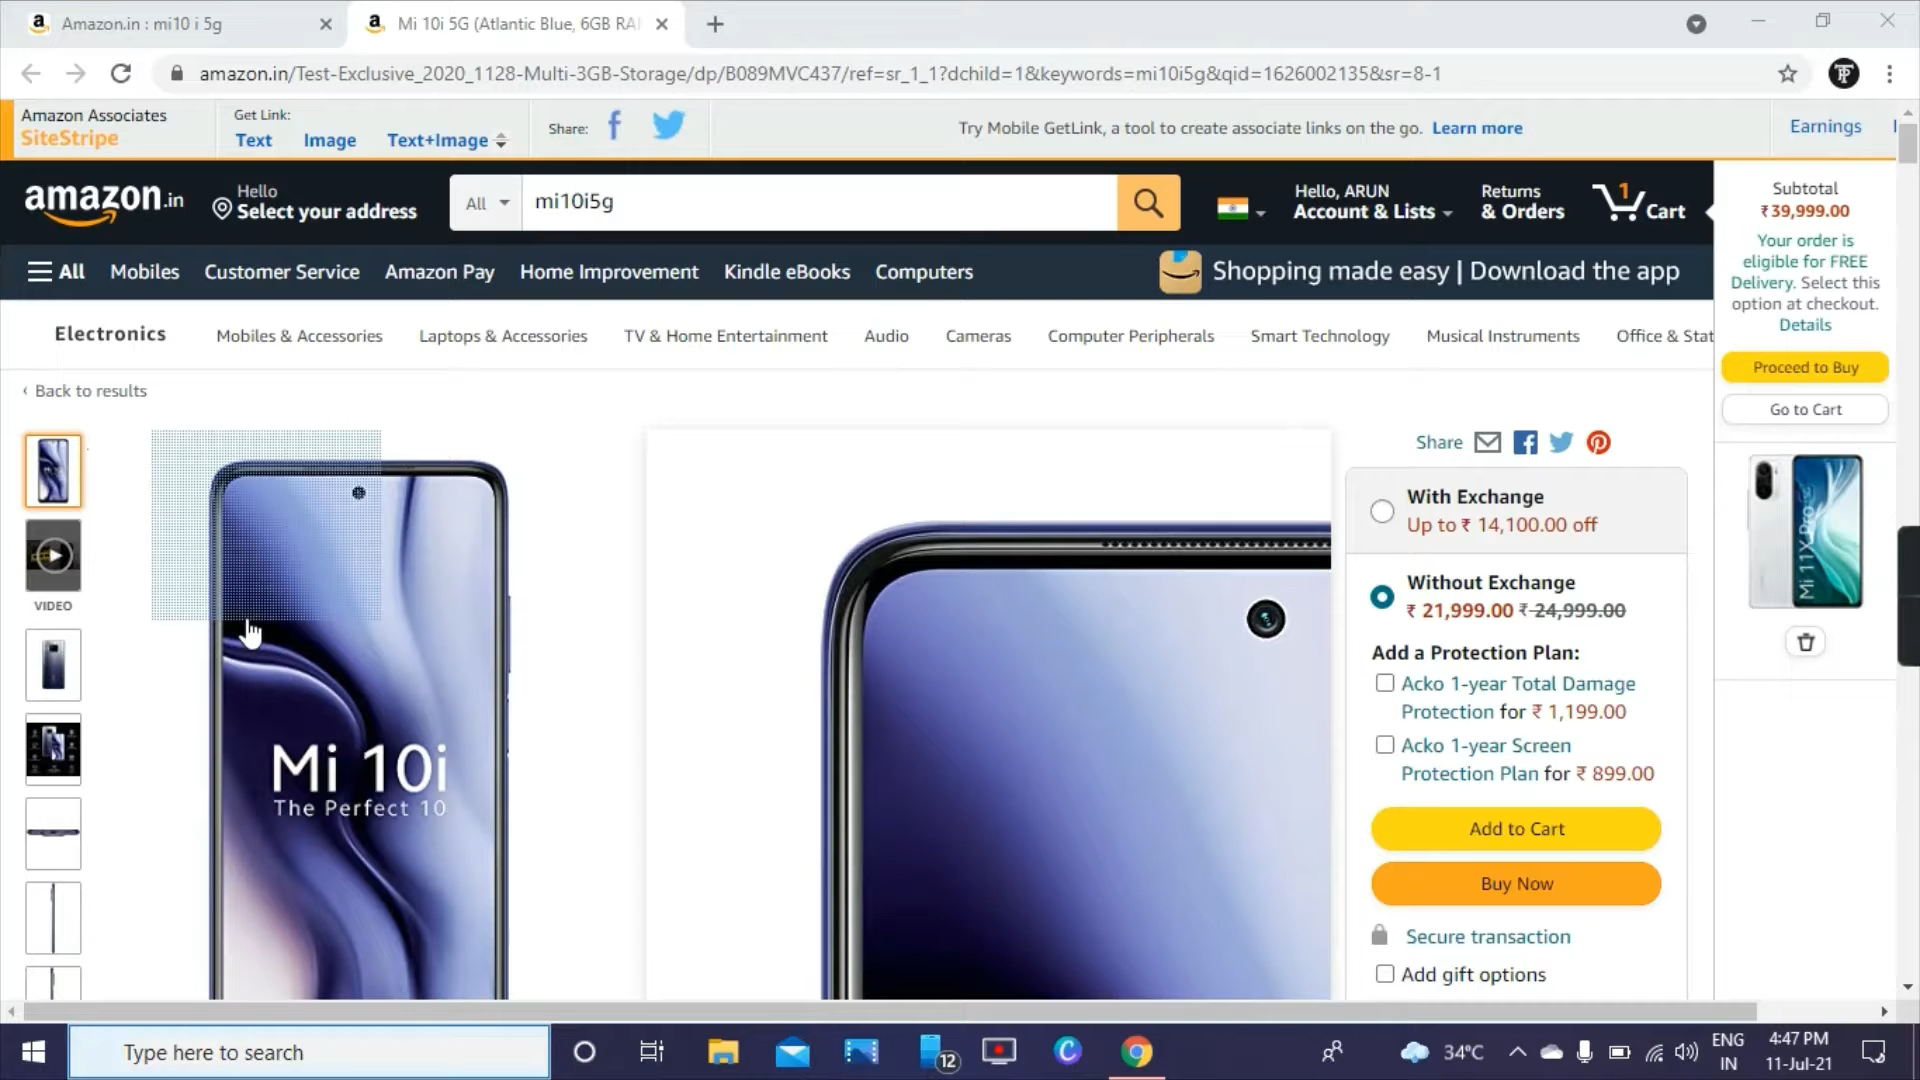 Amazon.in : mi10 i 5g
Mi 10i 5G (Atlantic Blue, 6GB RA
amazon.in/Test-Exclusive_2020_1128-Multi-3GB-Storage/dp/B089MVC437/ref=sr_1_1?dchild=1&keywords=mi10i5g&qid=1626002135&sr=8-1
Amazon Associates
SiteStripe
Get Link:
Text Image Text+Image
Share:
Try Mobile GetLink, a tool to create associate links on the go. Learn more
Earnings
amazon.in
Hello
Select your address
All
mi10i5g
Hello, ARUN
Account & Lists
Returns
& Orders
1
Cart
All Mobiles Customer Service Amazon Pay Home Improvement Kindle eBooks Computers
Shopping made easy | Download the app
Electronics Mobiles & Accessories Laptops & Accessories TV & Home Entertainment Audio Cameras Computer Peripherals Smart Technology Musical Instruments Office & Stat
‹ Back to results
VIDEO
Mi 10i
The Perfect 10
Share
With Exchange
Up to ₹ 14,100.00 off
Without Exchange
₹ 21,999.00 ₹ 24,999.00
Add a Protection Plan:
Acko 1-year Total Damage
Protection for ₹ 1,199.00
Acko 1-year Screen
Protection Plan for ₹ 899.00
Add to Cart
Buy Now
Secure transaction
Add gift options
Subtotal
₹39,999.00
Your order is
eligible for FREE
Delivery. Select this
option at checkout.
Details
Proceed to Buy
Go to Cart
Mi 11X Pro 5G
Type here to search
12
34°C
ENG
IN
4:47 PM
11-Jul-21